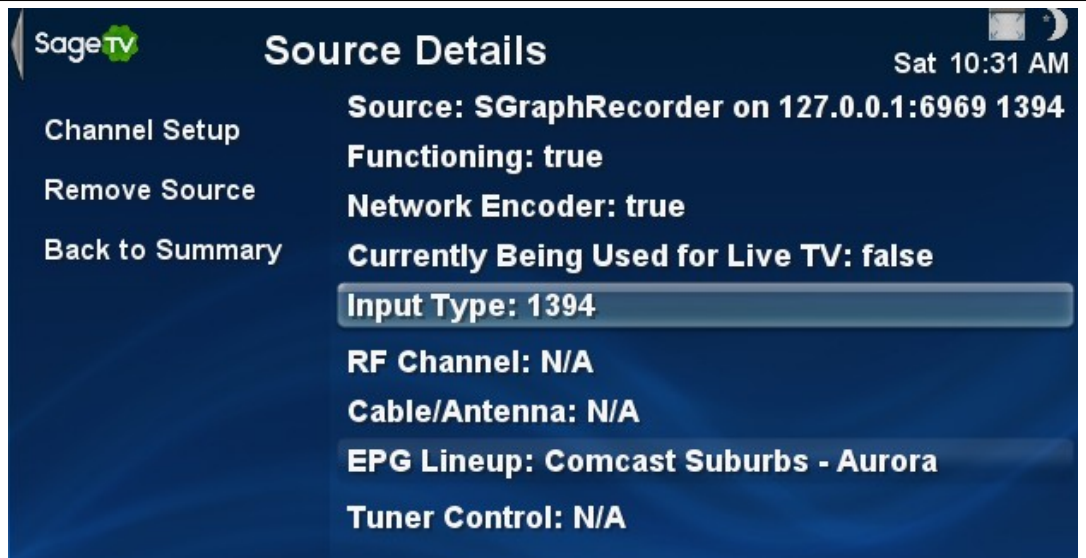 SageTV
Source Details
Sat 10:31 AM
Channel Setup
Remove Source
Back to Summary
Source: SGraphRecorder on 127.0.0.1:6969 1394
Functioning: true
Network Encoder: true
Currently Being Used for Live TV: false
Input Type: 1394
RF Channel: N/A
Cable/Antenna: N/A
EPG Lineup: Comcast Suburbs - Aurora
Tuner Control: N/A